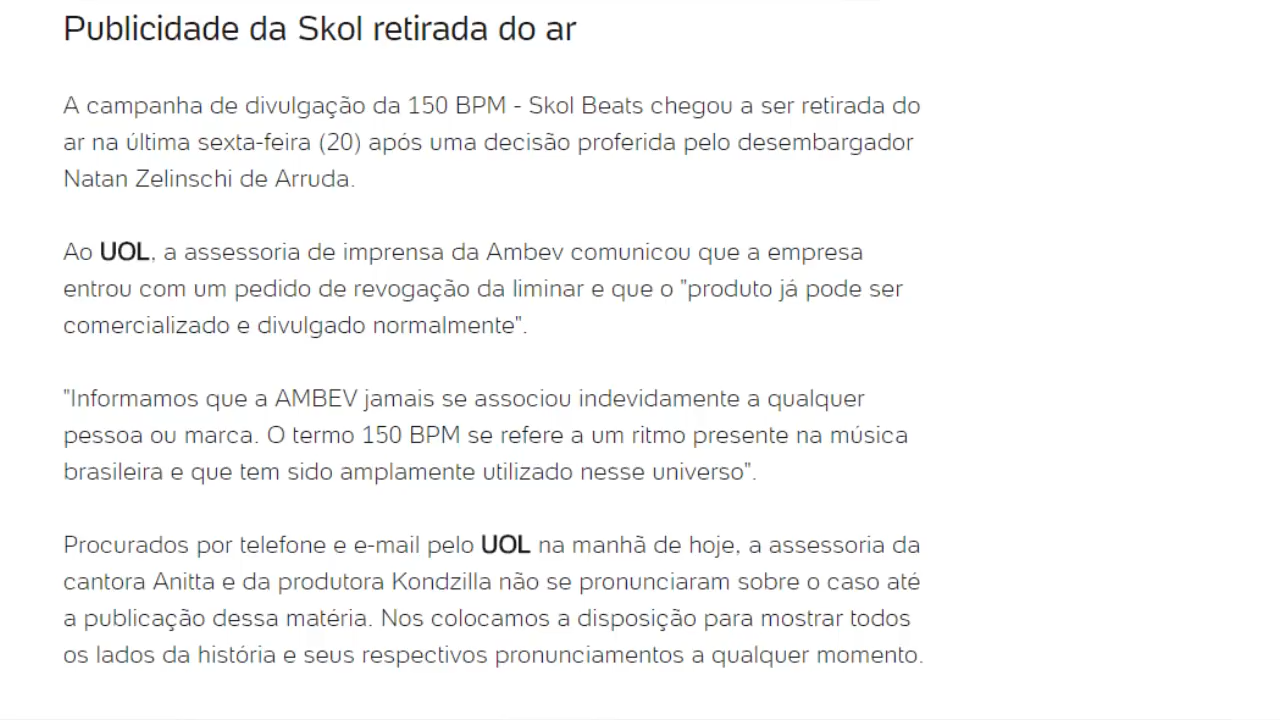 Publicidade da Skol retirada do ar
A campanha de divulgação da 150 BPM - Skol Beats chegou a ser retirada do
ar na última sexta-feira (20) após uma decisão proferida pelo desembargador
Natan Zelinschi de Arruda.
Ao UOL, a assessoria de imprensa da Ambev comunicou que a empresa
entrou com um pedido de revogação da liminar e que o "produto já pode ser
comercializado e divulgado normalmente".
"Informamos que a AMBEV jamais se associou indevidamente a qualquer
pessoa ou marca. O termo 150 BPM se refere a um ritmo presente na música
brasileira e que tem sido amplamente utilizado nesse universo".
Procurados por telefone e e-mail pelo UOL na manhã de hoje, a assessoria da
cantora Anitta e da produtora Kondzilla não se pronunciaram sobre o caso até
a publicação dessa matéria. Nos colocamos a disposição para mostrar todos
os lados da história e seus respectivos pronunciamentos a qualquer momento.